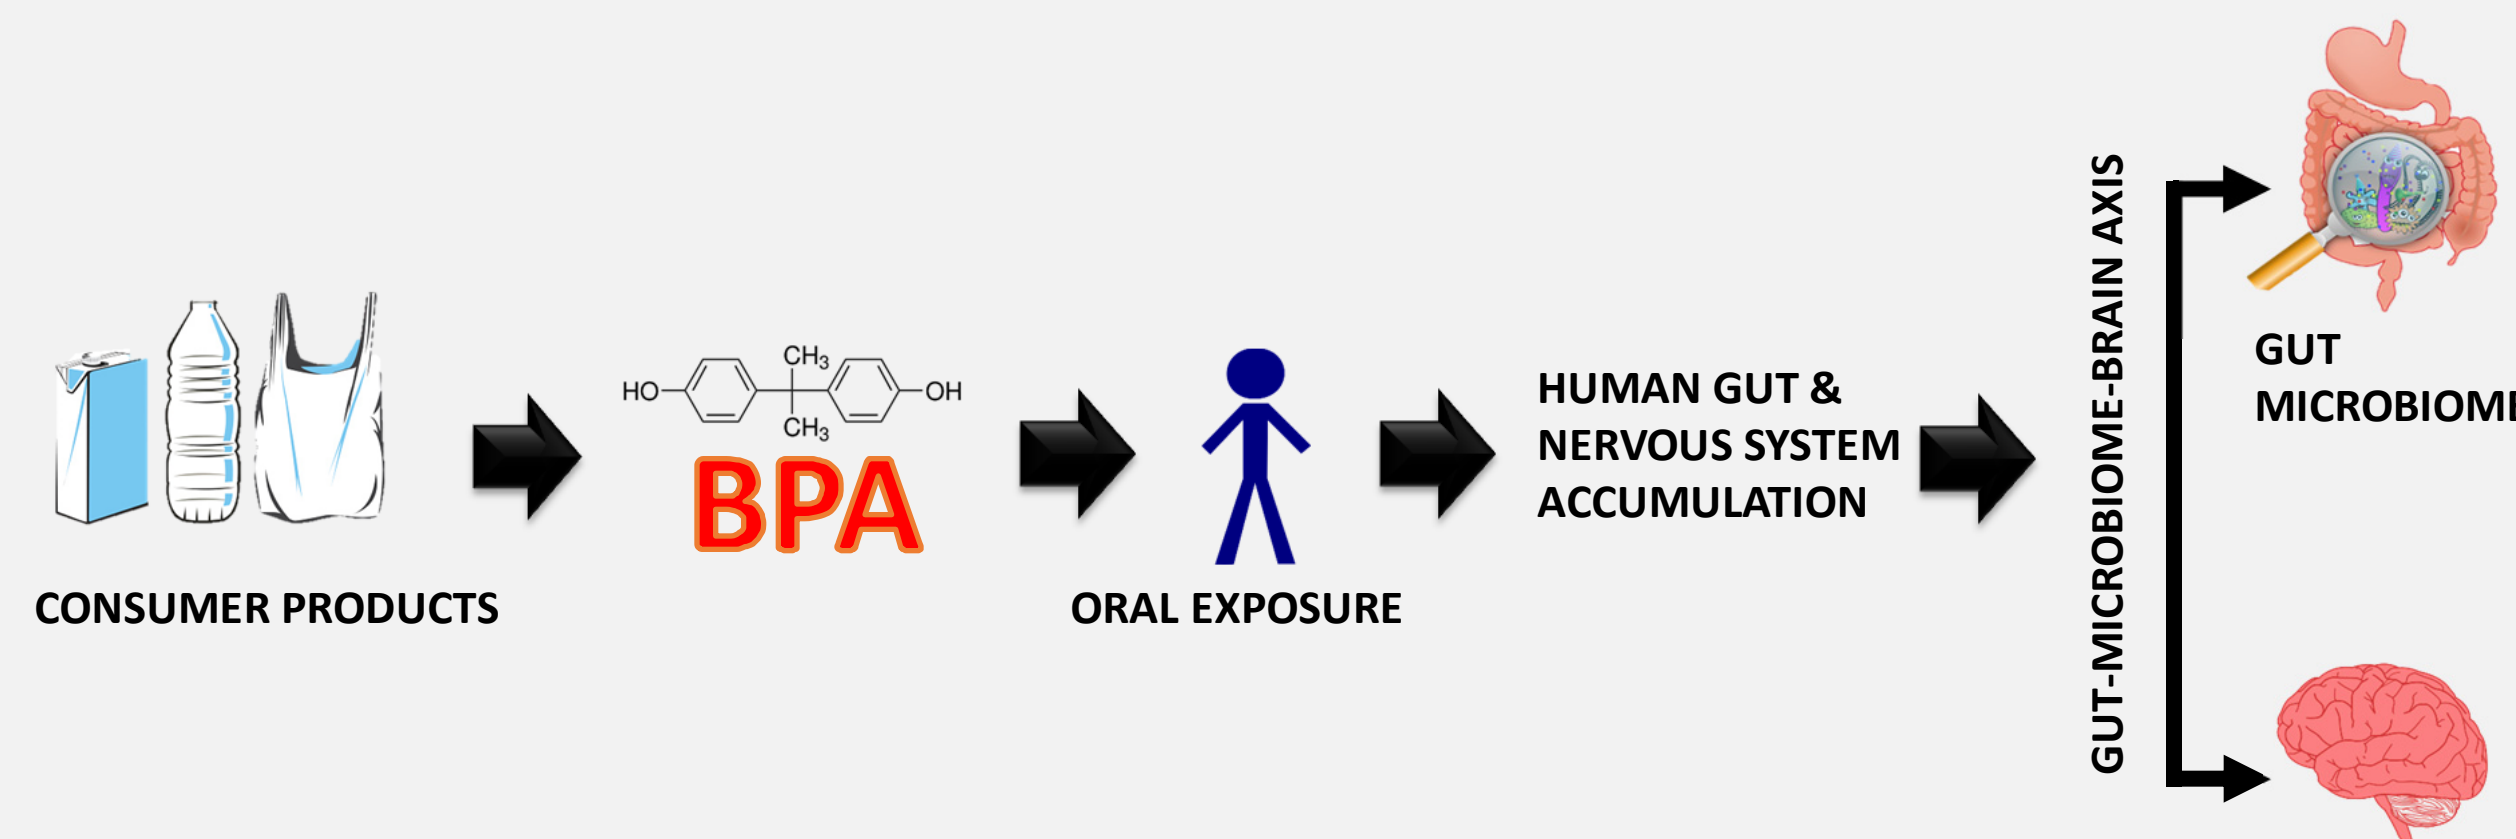 CONSUMER PRODUCTS
HO
CH3
CH3
OH
BPA
ORAL EXPOSURE
HUMAN GUT &
NERVOUS SYSTEM
ACCUMULATION
GUT-MICROBIOME-BRAIN AXIS
GUT
MICROBIOME